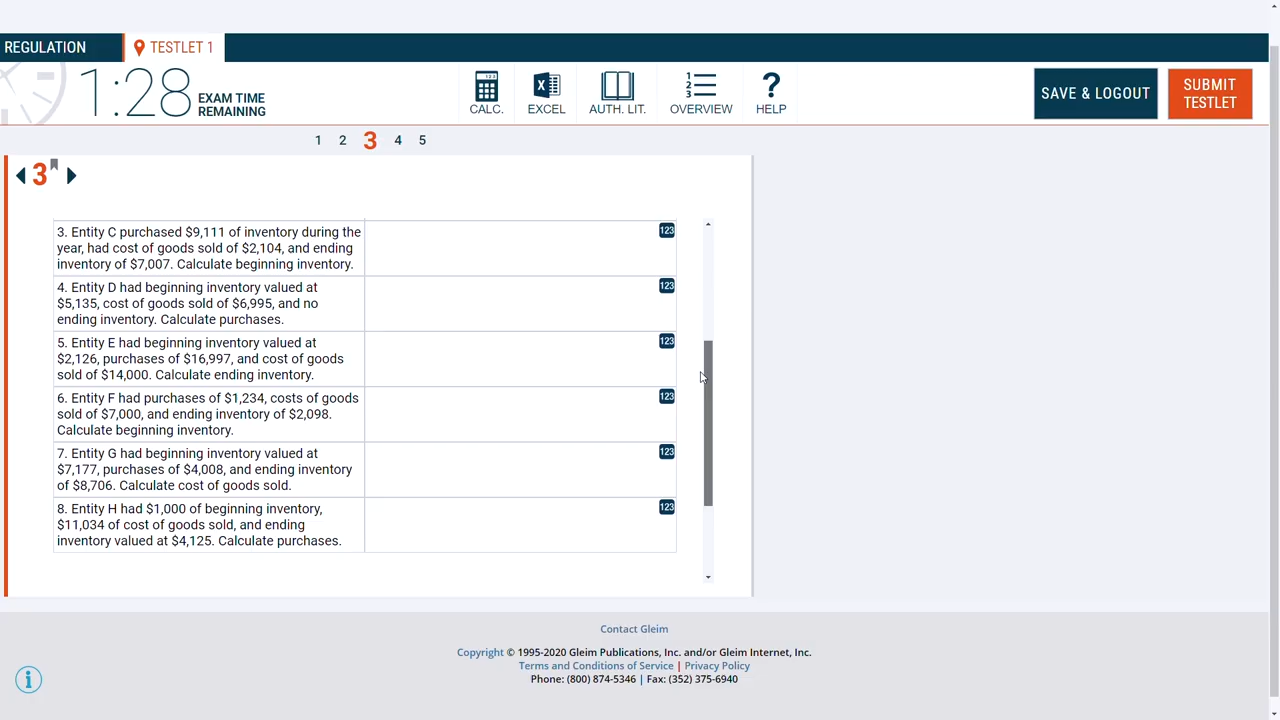 REGULATION
TESTLET 1
1:28
EXAM TIME
REMAINING
CALC.
EXCEL
AUTH. LIT.
OVERVIEW
HELP
SAVE & LOGOUT
SUBMIT
TESTLET
1 2 3 4 5
3
3. Entity C purchased $9,111 of inventory during the
year, had cost of goods sold of $2,104, and ending
inventory of $7,007. Calculate beginning inventory.
123
4. Entity D had beginning inventory valued at
$5,135, cost of goods sold of $6,995, and no
ending inventory. Calculate purchases.
123
5. Entity E had beginning inventory valued at
$2,126, purchases of $16,997, and cost of goods
sold of $14,000. Calculate ending inventory.
123
6. Entity F had purchases of $1,234, costs of goods
sold of $7,000, and ending inventory of $2,098.
Calculate beginning inventory.
123
7. Entity G had beginning inventory valued at
$7,177, purchases of $4,008, and ending inventory
of $8,706. Calculate cost of goods sold.
123
8. Entity H had $1,000 of beginning inventory,
$11,034 of cost of goods sold, and ending
inventory valued at $4,125. Calculate purchases.
123
Contact Gleim
Copyright © 1995-2020 Gleim Publications, Inc. and/or Gleim Internet, Inc.
Terms and Conditions of Service | Privacy Policy
Phone: (800) 874-5346 | Fax: (352) 375-6940